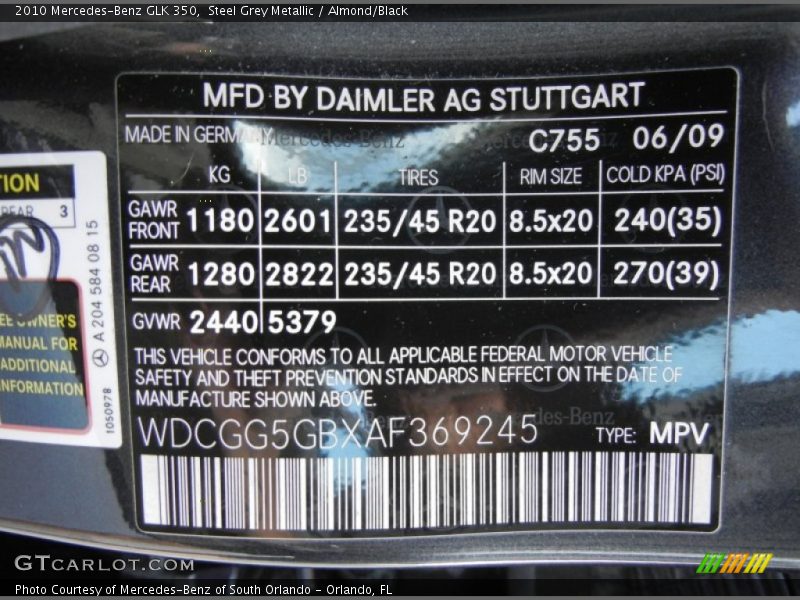 2010 Mercedes-Benz GLK 350,  Steel Grey Metallic / Almond/Black
MFD BY DAIMLER AG STUTTGART
MADE IN GERMANY Mercedes-Benz C755 06/09
KG LB TIRES RIM SIZE COLD KPA (PSI)
GAWR FRONT 1180 2601 235/45 R20 8.5x20 240(35)
GAWR REAR 1280 2822 235/45 R20 8.5x20 270(39)
GVWR 2440 5379
THIS VEHICLE CONFORMS TO ALL APPLICABLE FEDERAL MOTOR VEHICLE
SAFETY AND THEFT PREVENTION STANDARDS IN EFFECT ON THE DATE OF
MANUFACTURE SHOWN ABOVE.
WDCGG5GBXAF369245 TYPE: MPV
TION
REAR 3
EE OWNER'S
MANUAL FOR
ADDITIONAL
INFORMATION
A 204 584 08 15
1050978
GTCARLOT.COM
Photo Courtesy of Mercedes-Benz of South Orlando - Orlando, FL